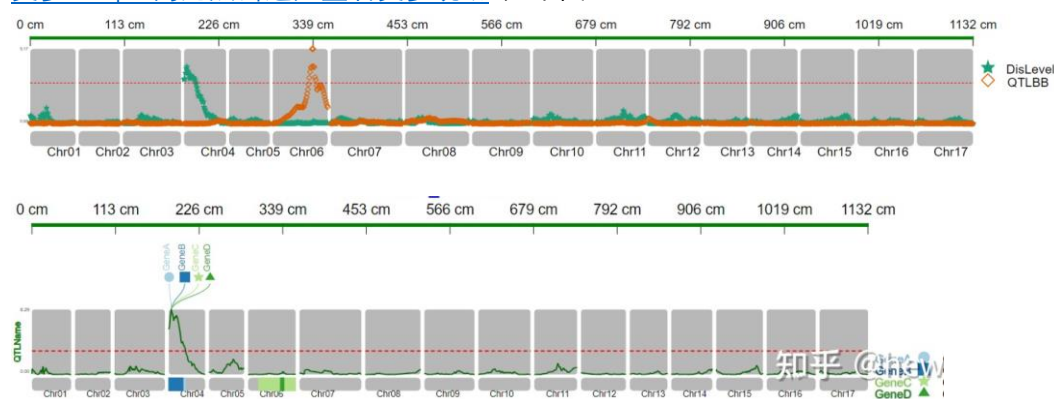 0 cm 113 cm 226 cm 339 cm 453 cm 566 cm 679 cm 792 cm 906 cm 1019 cm 1132 cm
DisLevel
QTLBB
Chr01 Chr02 Chr03 Chr04 Chr05 Chr06 Chr07 Chr08 Chr09 Chr10 Chr11 Chr12 Chr13 Chr14 Chr15 Chr16 Chr17
0 cm 113 cm 226 cm 339 cm 453 cm 566 cm 679 cm 792 cm 906 cm 1019 cm 1132 cm
GeneA
GeneB
GeneC
GeneD
QTLName
知乎
Chr01 Chr02 Chr03 Chr04 Chr05 Chr06 Chr07 Chr08 Chr09 Chr10 Chr11 Chr12 Chr13 Chr14 Chr15 Chr16 Chr17
GeneC
GeneD